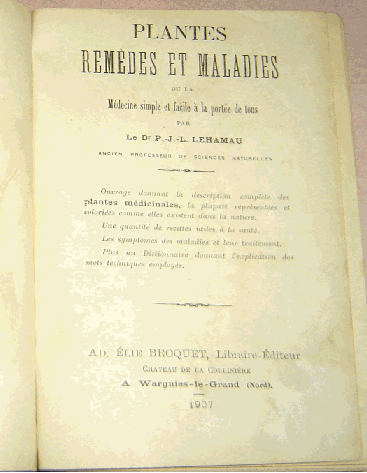 PLANTES
REMÈDES ET MALADIES
OU LA
Médecine simple et facile à la portée de tous
PAR
Le Dr P.-J.-L. LEHAMAU
ANCIEN PROFESSEUR DE SCIENCES NATURELLES
Ouvrage donnant la description complète des
plantes médicinales, la plupart représentées et
coloriées comme elles existent dans la nature.
Une quantité de recettes utiles à la santé.
Les symptômes des maladies et leur traitement.
Plus un Dictionnaire donnant l'explication des
mots techniques employés.
AD. ÉLIE BROQUET, Libraire-Éditeur
CHATEAU DE LA COLLINIÈRE
A Wargnies-le-Grand (Nord).
1907